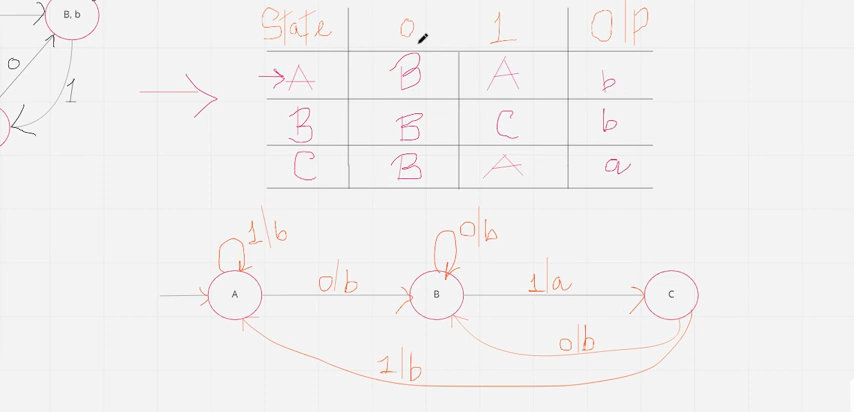 B, b
0
1
State 0 1 O|P
A B A b
B B C b
C B A a
1|b
0|b
0|b
1|a
A
B
C
0|b
1|b